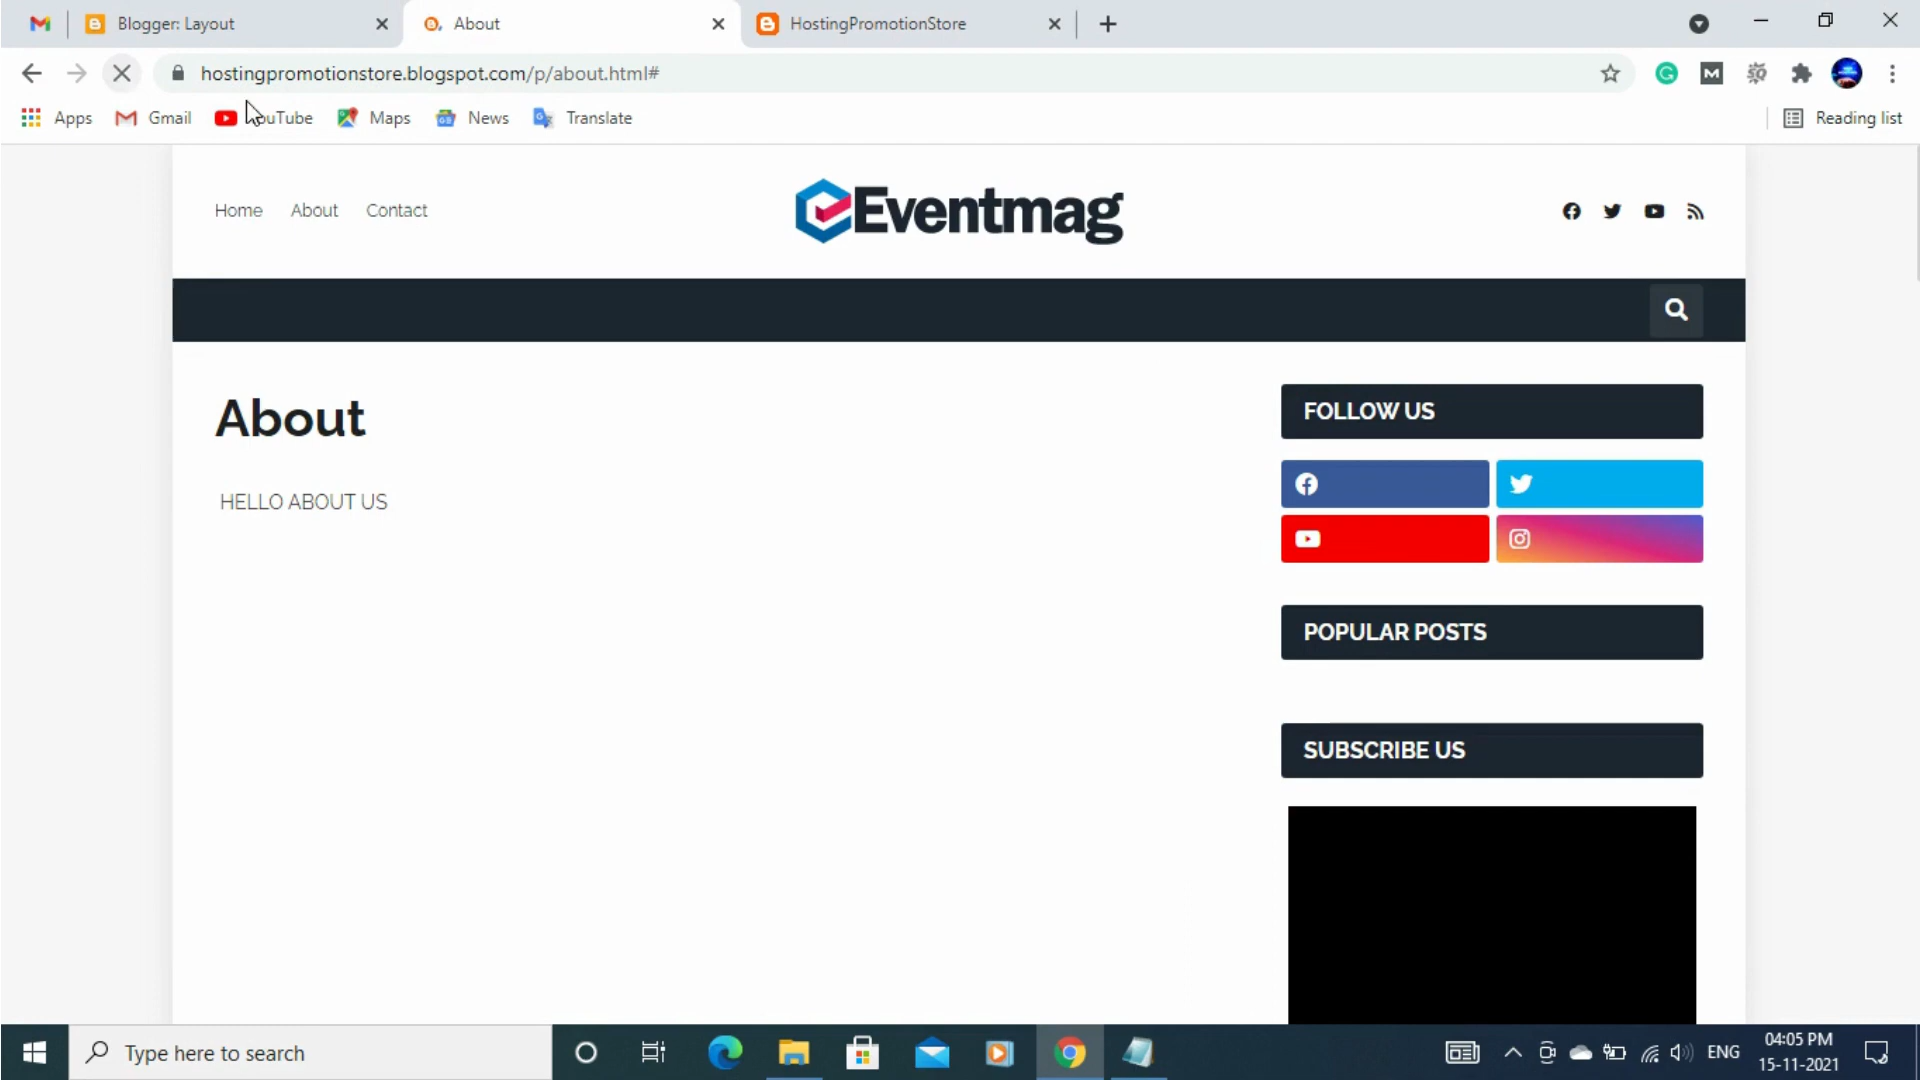 Blogger: Layout
About
HostingPromotionStore
hostingpromotionstore.blogspot.com/p/about.html#
Apps
Gmail
YouTube
Maps
News
Translate
Reading list
Home
About
Contact
Eventmag
About
HELLO ABOUT US
FOLLOW US
POPULAR POSTS
SUBSCRIBE US
Type here to search
ENG
04:05 PM
15-11-2021